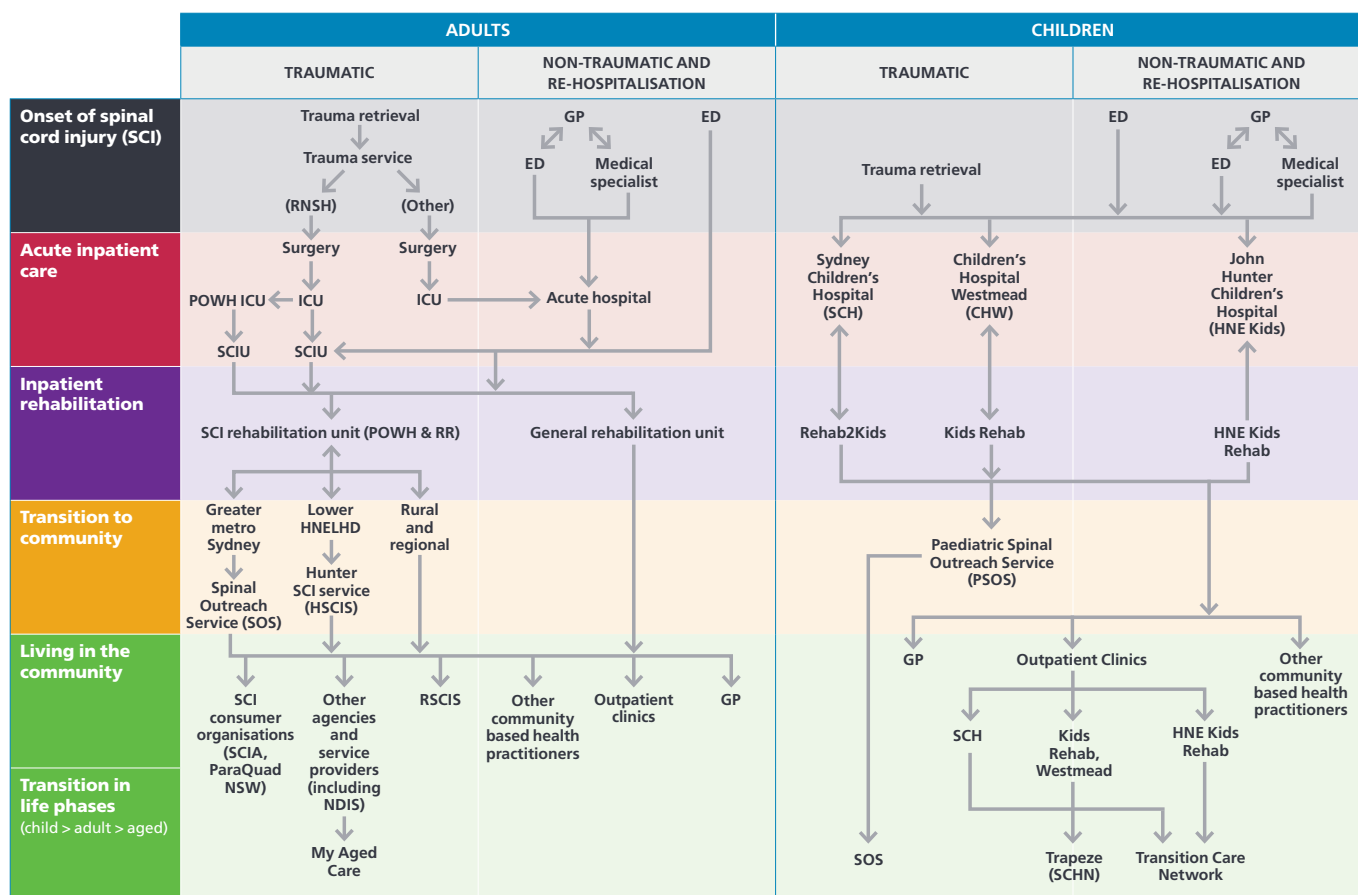 ADULTS
CHILDREN
TRAUMATIC
NON-TRAUMATIC AND
RE-HOSPITALISATION
TRAUMATIC
NON-TRAUMATIC AND
RE-HOSPITALISATION
Onset of spinal
cord injury (SCI)
Trauma retrieval
Trauma service
(RNSH)
(Other)
GP
ED
ED
Medical
specialist
Trauma retrieval
ED
GP
ED
Medical
specialist
Acute inpatient
care
Surgery
Surgery
POWH ICU
ICU
ICU
Acute hospital
SCIU
SCIU
Sydney
Children's
Hospital
(SCH)
Children's
Hospital
Westmead
(CHW)
John
Hunter
Children's
Hospital
(HNE Kids)
Inpatient
rehabilitation
SCI rehabilitation unit (POWH & RR)
General rehabilitation unit
Rehab2Kids
Kids Rehab
HNE Kids
Rehab
Transition to
community
Greater
metro
Sydney
Lower
HNELHD
Rural
and
regional
Spinal
Outreach
Service (SOS)
Hunter
SCI service
(HSCIS)
Paediatric Spinal
Outreach Service
(PSOS)
Living in the
community
SCI
consumer
organisations
(SCIA,
ParaQuad
NSW)
Other
agencies
and
service
providers
(including
NDIS)
RSCIS
Other
community
based health
practitioners
Outpatient
clinics
GP
GP
Outpatient Clinics
Other
community
based health
practitioners
SCH
Kids
Rehab,
Westmead
HNE Kids
Rehab
Transition in
life phases
(child > adult > aged)
My Aged
Care
SOS
Trapeze
(SCHN)
Transition Care
Network